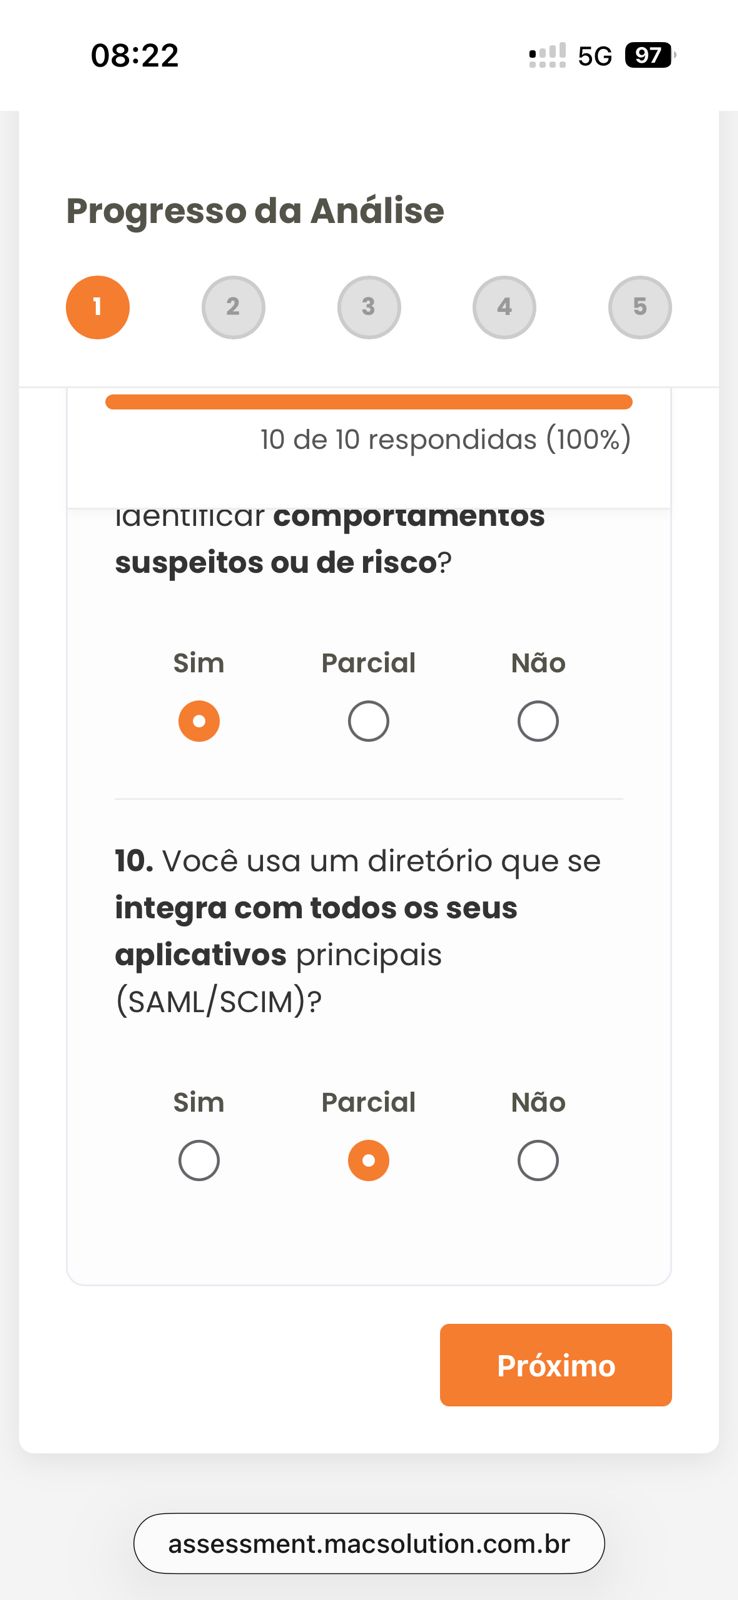 08:22
5G
97
Progresso da Análise
1
2
3
4
5
10 de 10 respondidas (100%)
identificar comportamentos
suspeitos ou de risco?
Sim
Parcial
Não
10. Você usa um diretório que se
integra com todos os seus
aplicativos principais
(SAML/SCIM)?
Sim
Parcial
Não
Próximo
assessment.macsolution.com.br